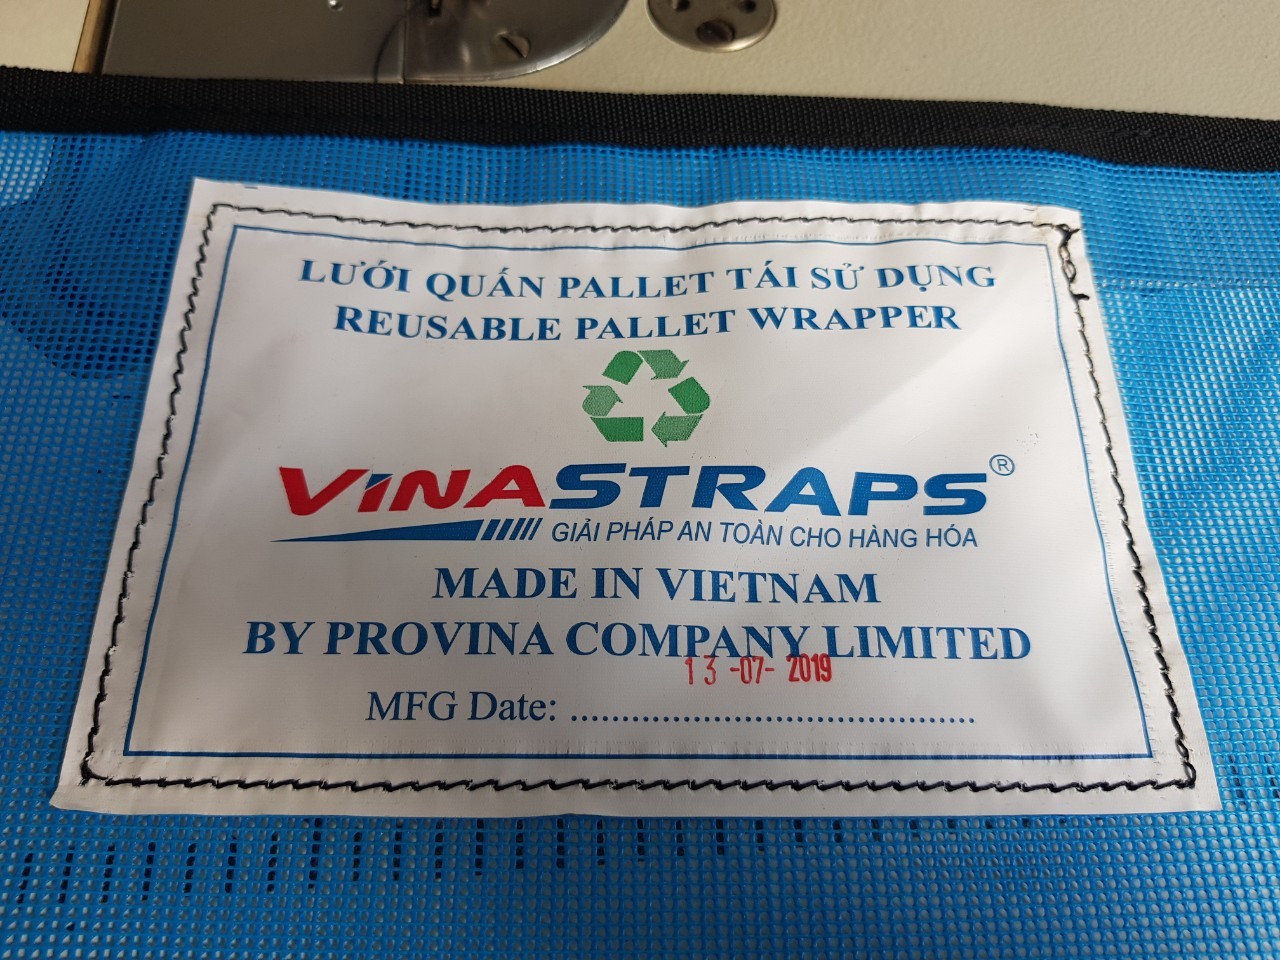 LƯỚI QUẤN PALLET TÁI SỬ DỤNG
REUSABLE PALLET WRAPPER
VINASTRAPS®
GIẢI PHÁP AN TOÀN CHO HÀNG HÓA
MADE IN VIETNAM
BY PROVINA COMPANY LIMITED
13-07-2019
MFG Date: .......................................